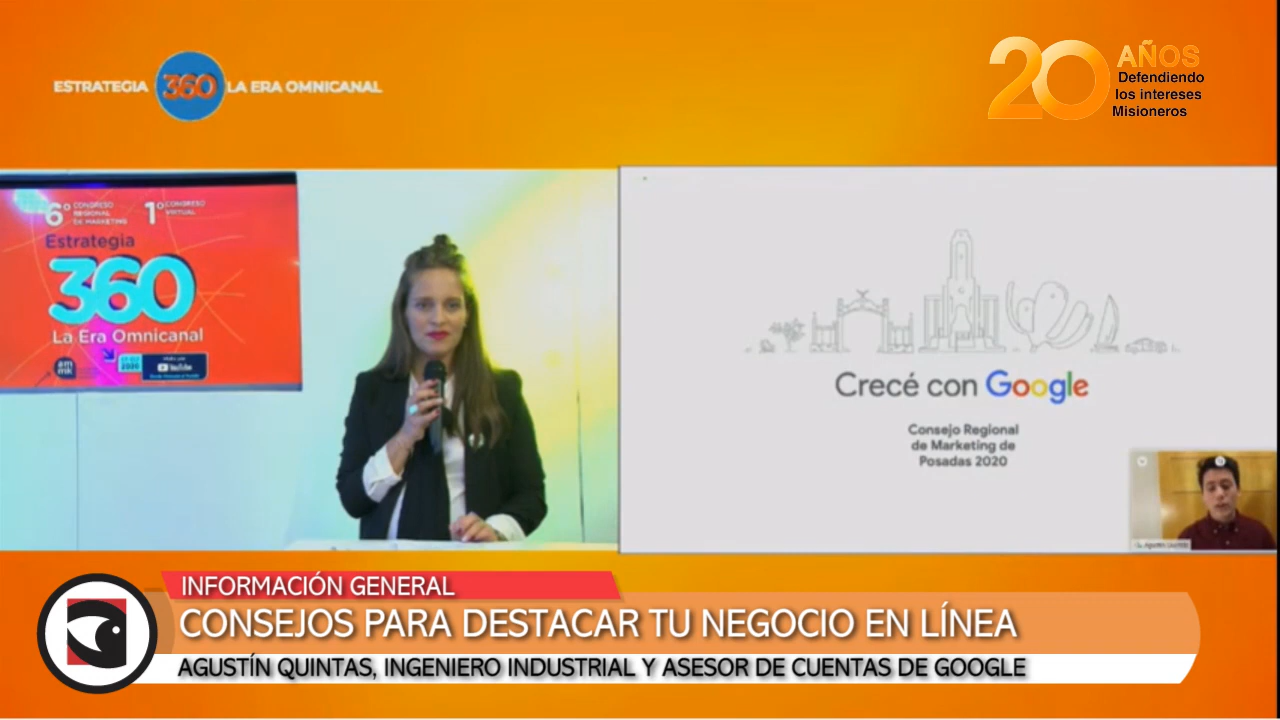 ESTRATEGIA 360 LA ERA OMNICANAL
20 AÑOS
Defendiendo
los intereses
Misioneros
6° CONGRESO
REGIONAL
DE MARKETING
1° CONGRESO
VIRTUAL
Estrategia
360
La Era Omnicanal
2020
YouTube
Crecé con Google
Consejo Regional
de Marketing de
Posadas 2020
INFORMACIÓN GENERAL
CONSEJOS PARA DESTACAR TU NEGOCIO EN LÍNEA
AGUSTÍN QUINTAS, INGENIERO INDUSTRIAL Y ASESOR DE CUENTAS DE GOOGLE